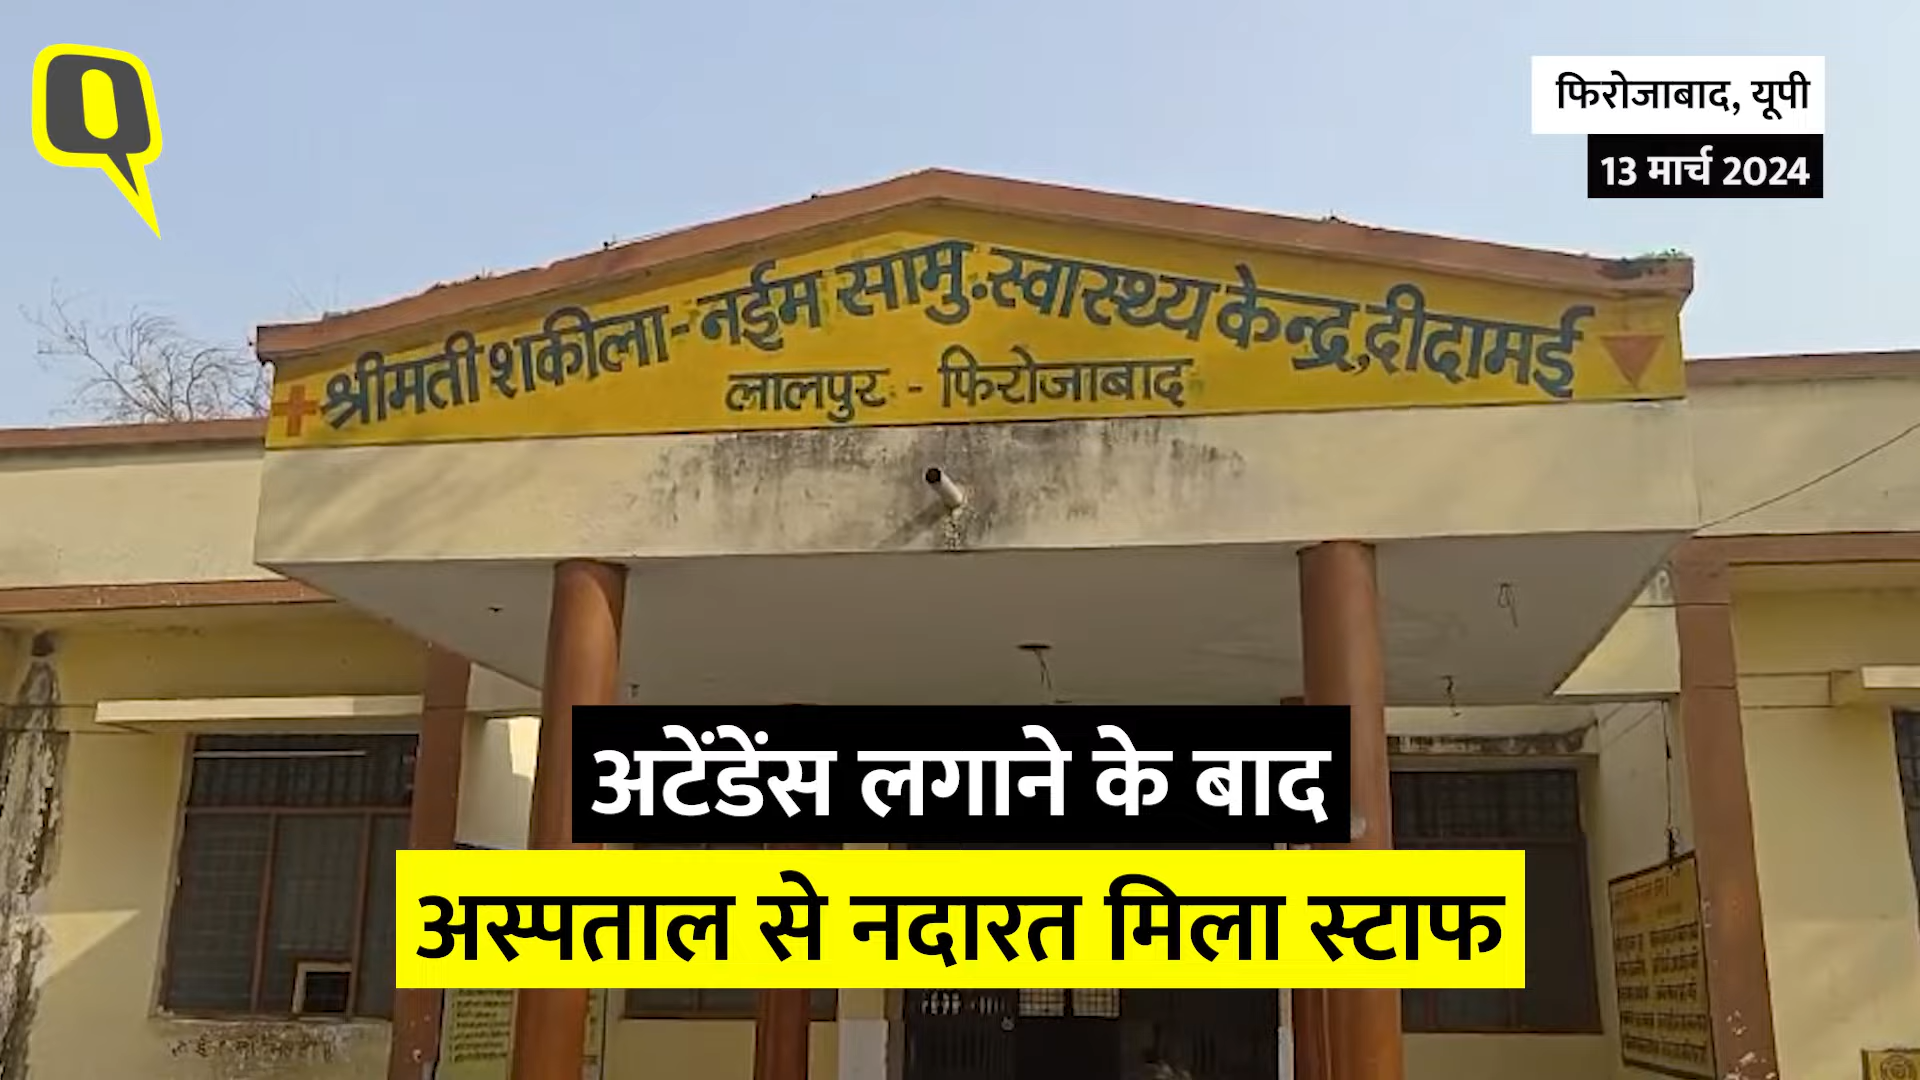 फिरोजाबाद, यूपी
13 मार्च 2024
श्रीमती शकीला-नईम सामु.स्वास्थ्य केन्द्र,दीदामई
लालपुर - फिरोजाबाद
अटेंडेंस लगाने के बाद
अस्पताल से नदारत मिला स्टाफ